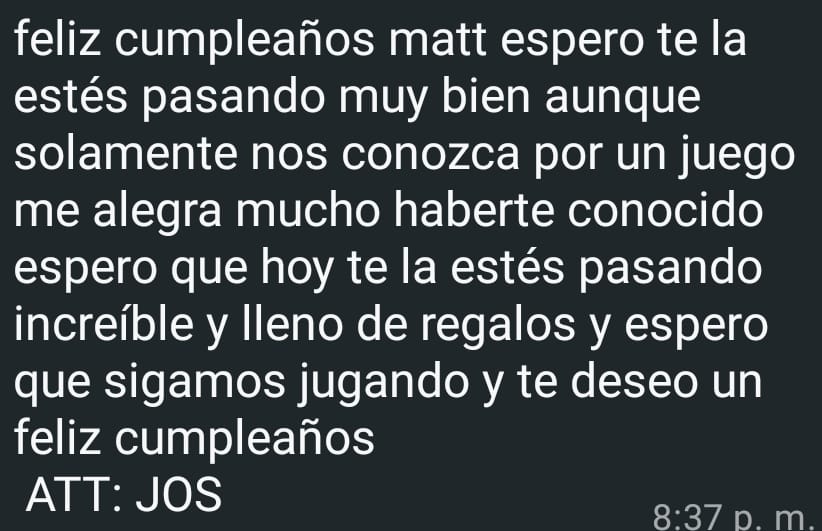 feliz cumpleaños matt espero te la
estés pasando muy bien aunque
solamente nos conozca por un juego
me alegra mucho haberte conocido
espero que hoy te la estés pasando
increíble y lleno de regalos y espero
que sigamos jugando y te deseo un
feliz cumpleaños
ATT: JOS
8:37 p. m.